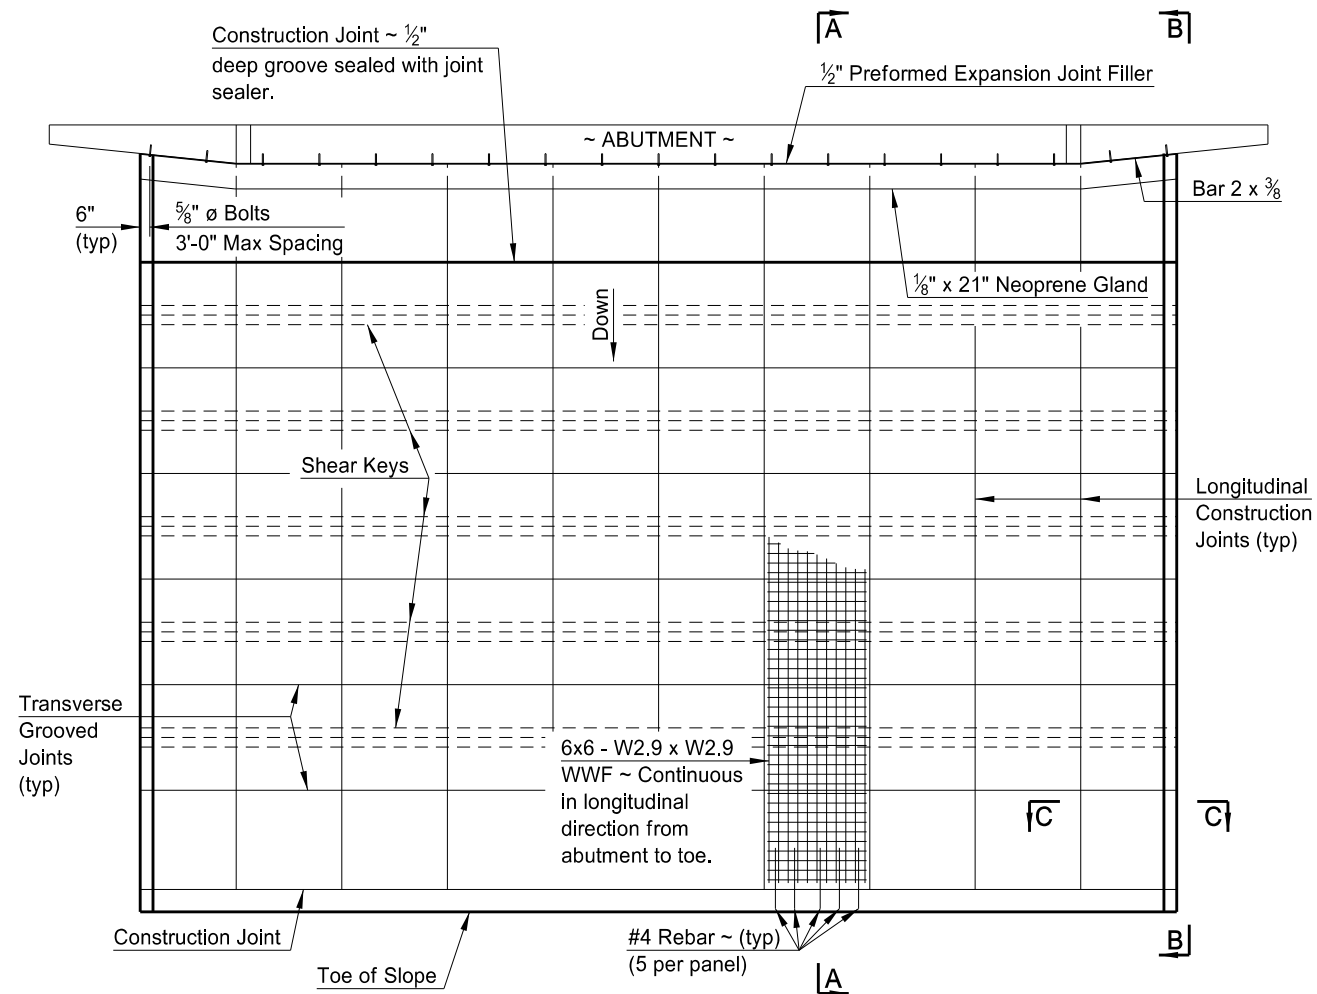 A
B
Construction Joint ~ ½"
deep groove sealed with joint
sealer.
½" Preformed Expansion Joint Filler
~ ABUTMENT ~
Bar 2 x ⅜
6"
(typ)
⅝" ø Bolts
3'-0" Max Spacing
⅛" x 21" Neoprene Gland
Down
Shear Keys
Longitudinal
Construction
Joints (typ)
Transverse
Grooved
Joints
(typ)
6x6 - W2.9 x W2.9
WWF ~ Continuous
in longitudinal
direction from
abutment to toe.
C
C
Construction Joint
Toe of Slope
#4 Rebar ~ (typ)
(5 per panel)
B
A